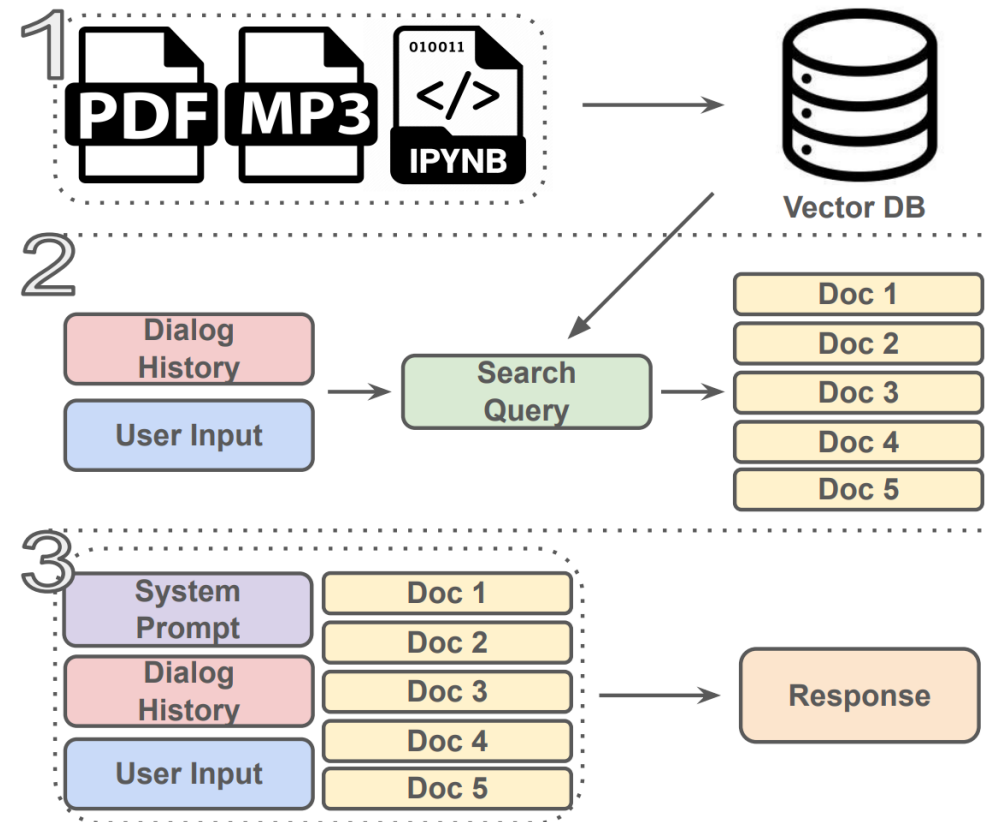 1
PDF
MP3
010011
</>
IPYNB
Vector DB
2
Dialog
History
User Input
Search
Query
Doc 1
Doc 2
Doc 3
Doc 4
Doc 5
3
System
Prompt
Dialog
History
User Input
Doc 1
Doc 2
Doc 3
Doc 4
Doc 5
Response